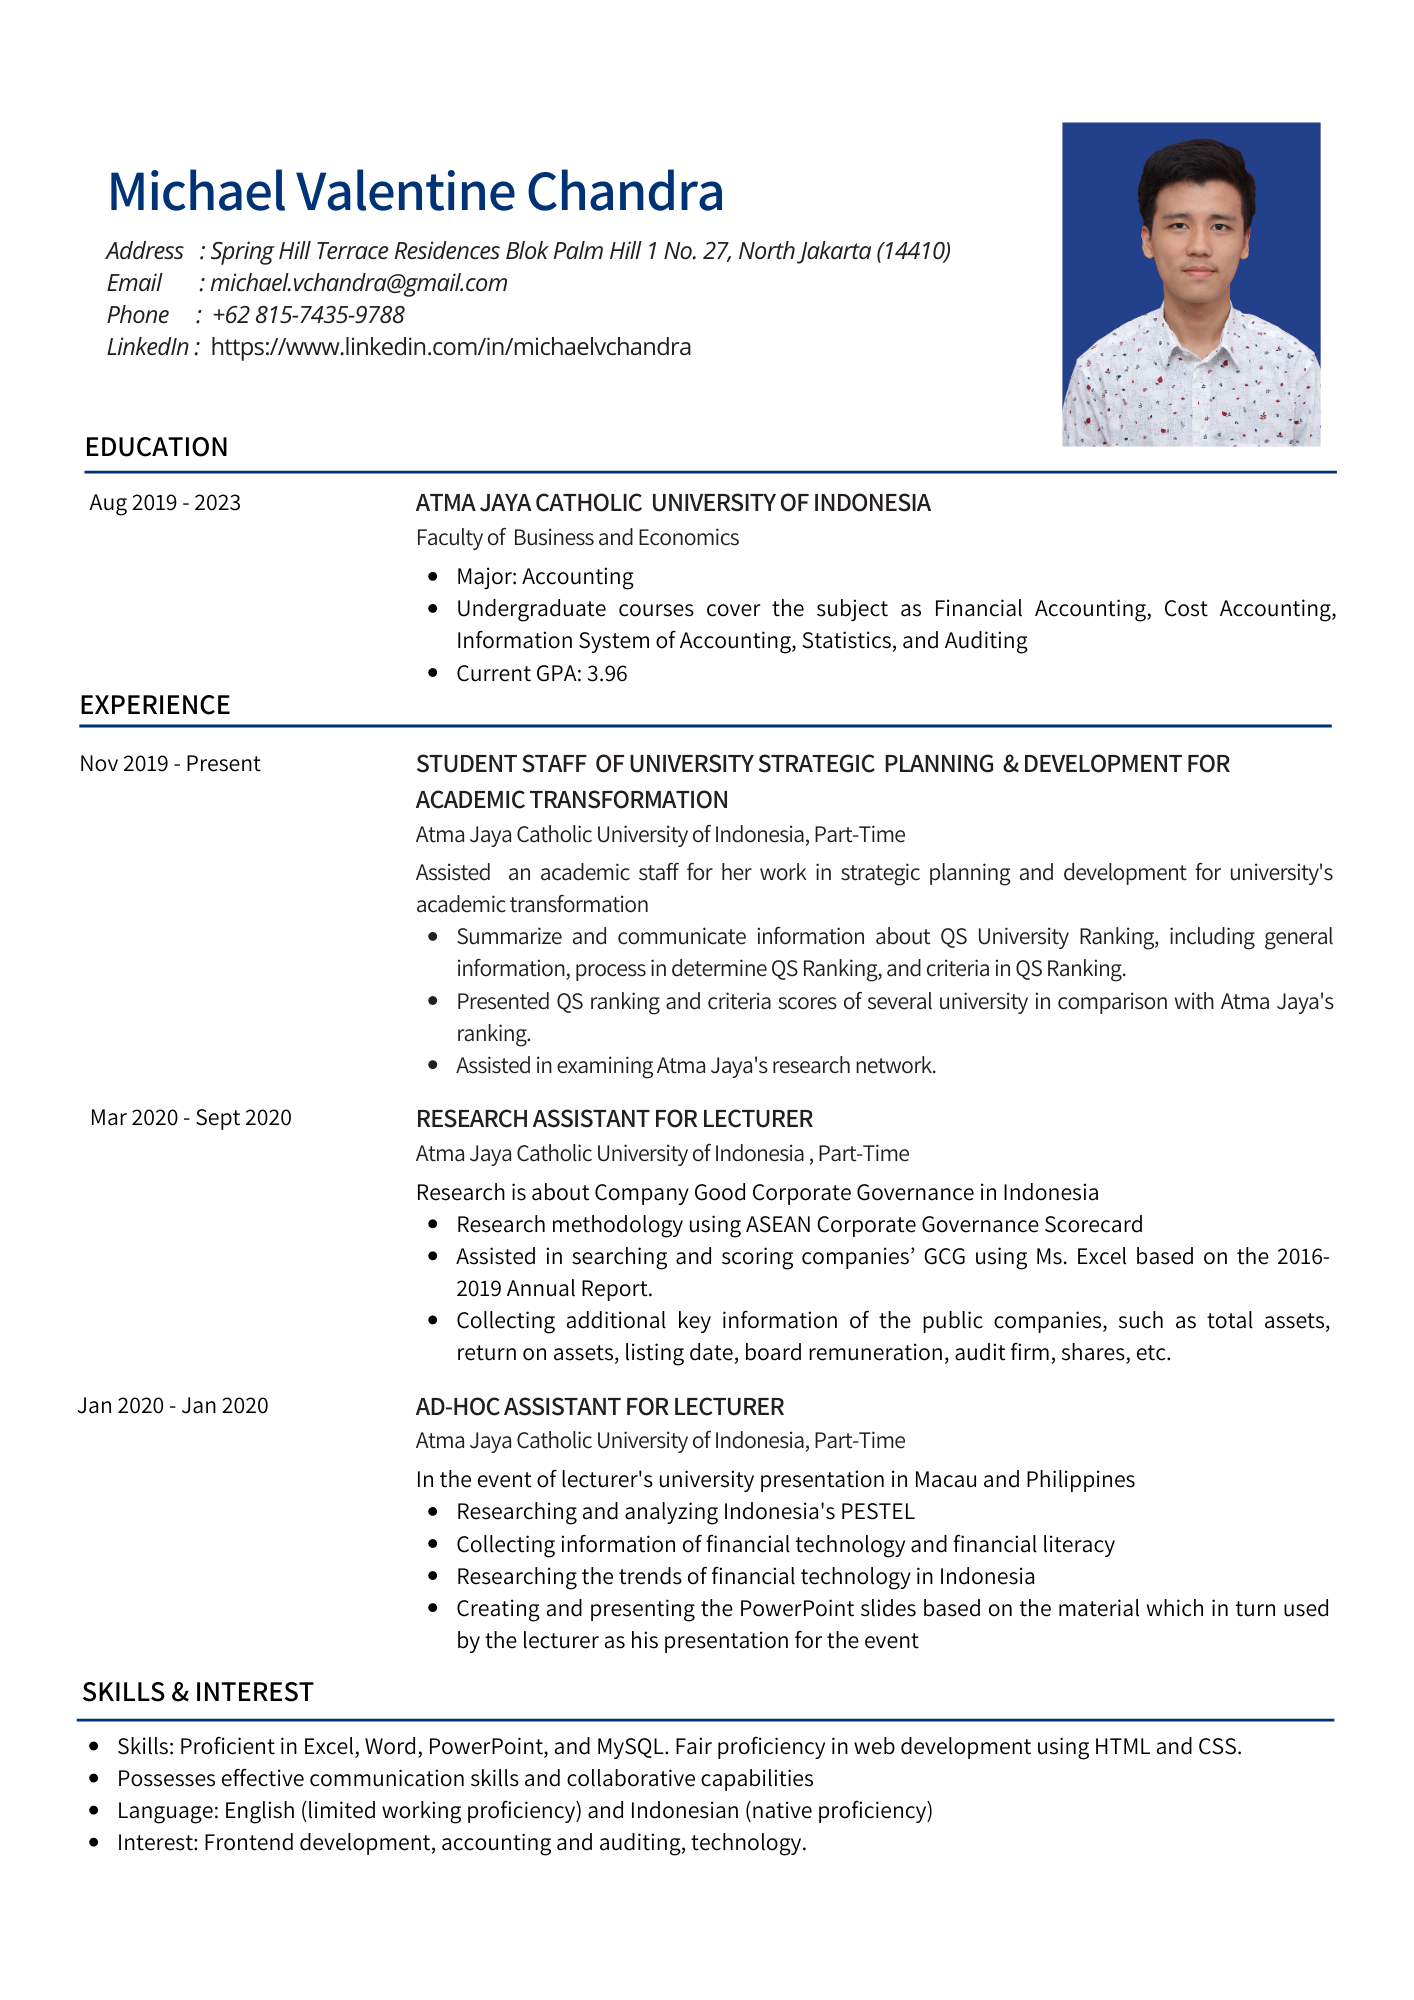 Michael Valentine Chandra
Address : Spring Hill Terrace Residences Blok Palm Hill 1 No. 27, North Jakarta (14410)
Email : michael.vchandra@gmail.com
Phone : +62 815-7435-9788
LinkedIn : https://www.linkedin.com/in/michaelvchandra
EDUCATION
Aug 2019 - 2023 ATMA JAYA CATHOLIC UNIVERSITY OF INDONESIA
Faculty of Business and Economics
• Major: Accounting
• Undergraduate courses cover the subject as Financial Accounting, Cost Accounting,
Information System of Accounting, Statistics, and Auditing
• Current GPA: 3.96
EXPERIENCE
Nov 2019 - Present STUDENT STAFF OF UNIVERSITY STRATEGIC PLANNING & DEVELOPMENT FOR
ACADEMIC TRANSFORMATION
Atma Jaya Catholic University of Indonesia, Part-Time
Assisted an academic staff for her work in strategic planning and development for university's
academic transformation
• Summarize and communicate information about QS University Ranking, including general
information, process in determine QS Ranking, and criteria in QS Ranking.
• Presented QS ranking and criteria scores of several university in comparison with Atma Jaya's
ranking.
• Assisted in examining Atma Jaya's research network.
Mar 2020 - Sept 2020 RESEARCH ASSISTANT FOR LECTURER
Atma Jaya Catholic University of Indonesia , Part-Time
Research is about Company Good Corporate Governance in Indonesia
• Research methodology using ASEAN Corporate Governance Scorecard
• Assisted in searching and scoring companies’ GCG using Ms. Excel based on the 2016-
2019 Annual Report.
• Collecting additional key information of the public companies, such as total assets,
return on assets, listing date, board remuneration, audit firm, shares, etc.
Jan 2020 - Jan 2020 AD-HOC ASSISTANT FOR LECTURER
Atma Jaya Catholic University of Indonesia, Part-Time
In the event of lecturer's university presentation in Macau and Philippines
• Researching and analyzing Indonesia's PESTEL
• Collecting information of financial technology and financial literacy
• Researching the trends of financial technology in Indonesia
• Creating and presenting the PowerPoint slides based on the material which in turn used
by the lecturer as his presentation for the event
SKILLS & INTEREST
• Skills: Proficient in Excel, Word, PowerPoint, and MySQL. Fair proficiency in web development using HTML and CSS.
• Possesses effective communication skills and collaborative capabilities
• Language: English (limited working proficiency) and Indonesian (native proficiency)
• Interest: Frontend development, accounting and auditing, technology.